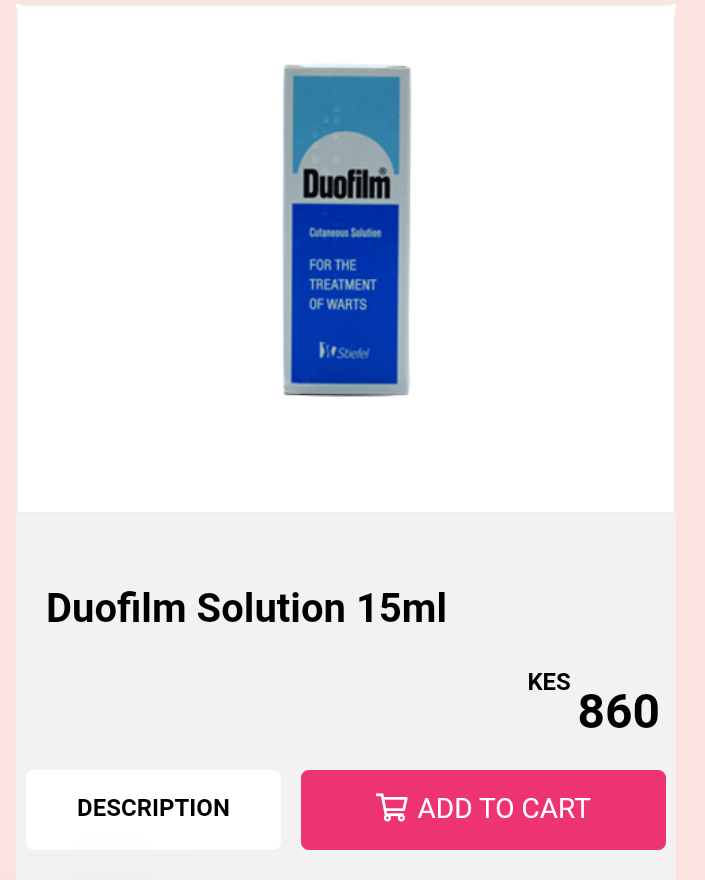 Duofilm®
Cutaneous Solution
FOR THE
TREATMENT
OF WARTS
Stiefel
Duofilm Solution 15ml
KES
860
DESCRIPTION
ADD TO CART